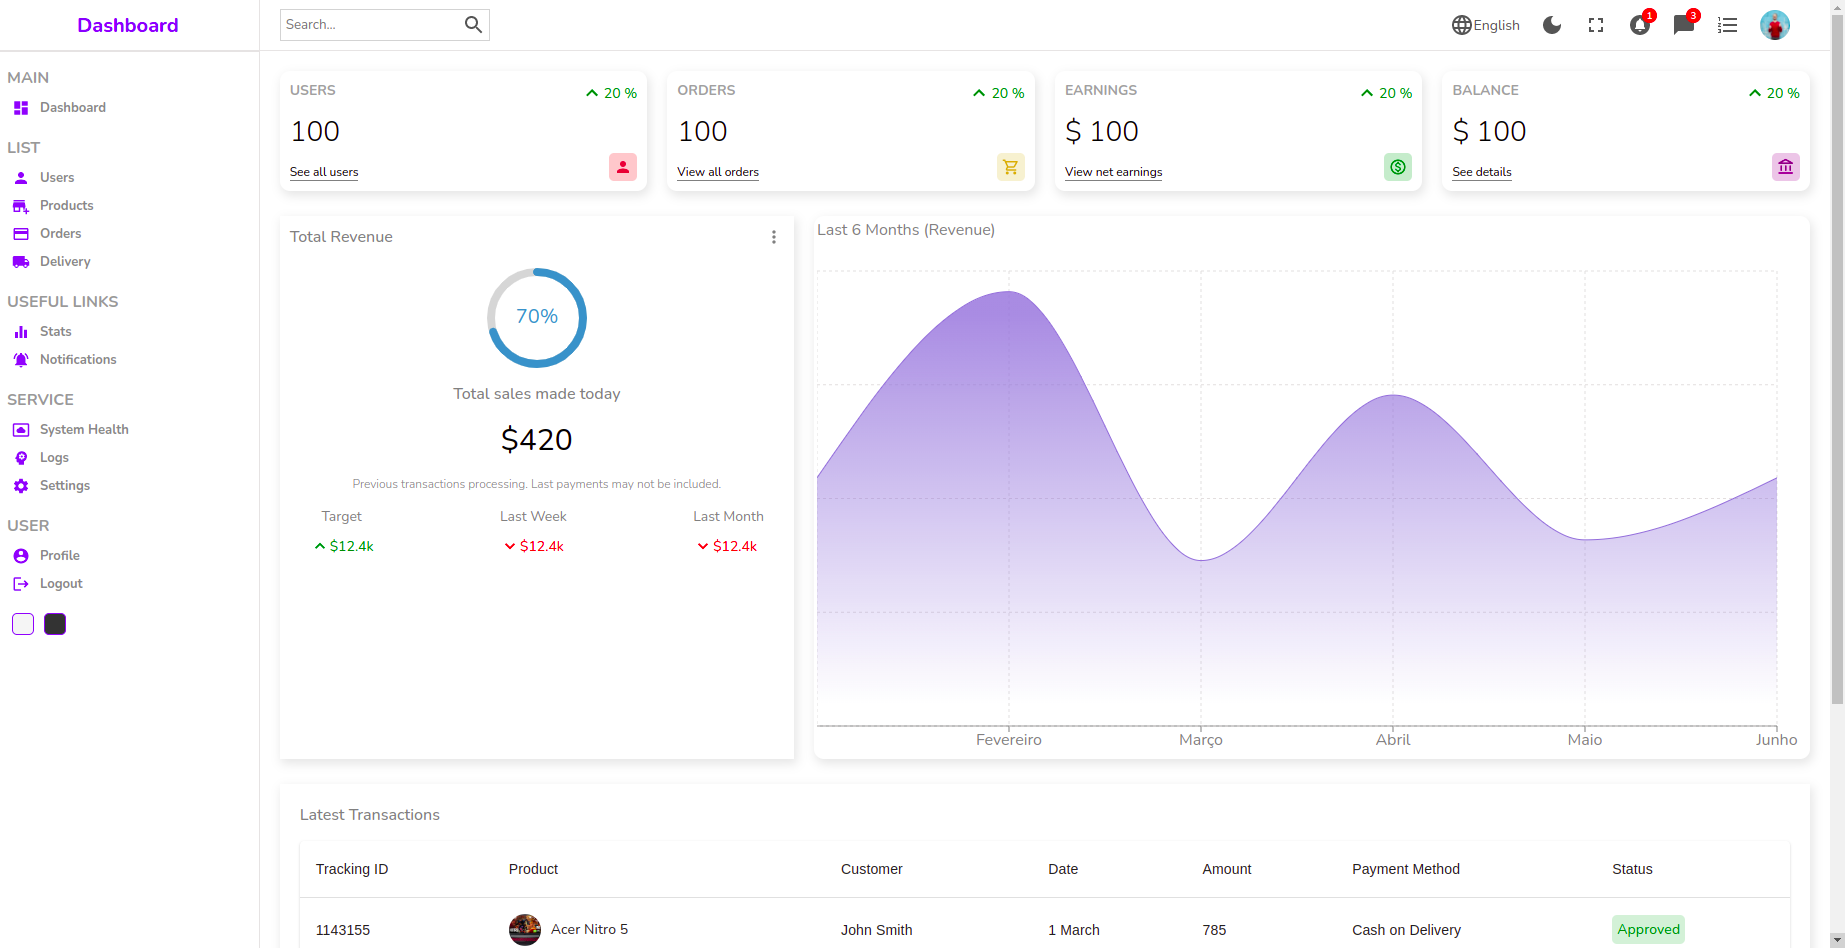 Dashboard
Search...
English
1
3
MAIN
Dashboard
LIST
Users
Products
Orders
Delivery
USEFUL LINKS
Stats
Notifications
SERVICE
System Health
Logs
Settings
USER
Profile
Logout
USERS
20 %
100
See all users
ORDERS
20 %
100
View all orders
EARNINGS
20 %
$ 100
View net earnings
BALANCE
20 %
$ 100
See details
Total Revenue
70%
Total sales made today
$420
Previous transactions processing. Last payments may not be included.
Target Last Week Last Month
$12.4k $12.4k $12.4k
Last 6 Months (Revenue)
Fevereiro Março Abril Maio Junho
Latest Transactions
Tracking ID Product Customer Date Amount Payment Method Status
1143155 Acer Nitro 5 John Smith 1 March 785 Cash on Delivery Approved